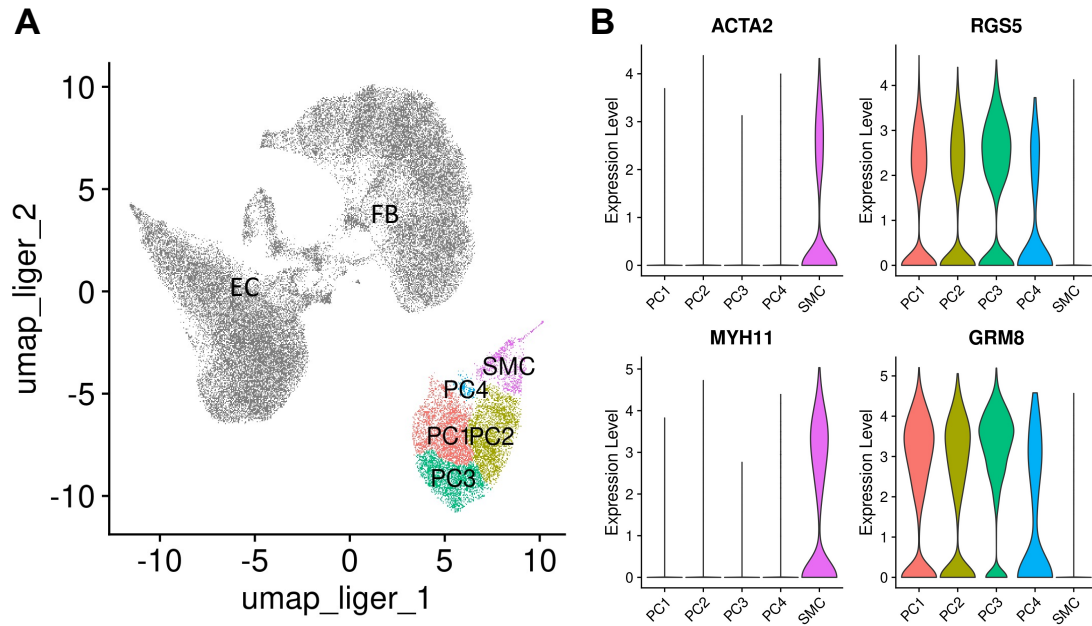 A
umap_liger_2
10
5
0
-5
-10
FB
EC
SMC
PC4
PC1
PC2
PC3
-10
-5
0
5
10
umap_liger_1
B
ACTA2
Expression Level
4
3
2
1
0
PC1
PC2
PC3
PC4
SMC
RGS5
Expression Level
4
3
2
1
0
PC1
PC2
PC3
PC4
SMC
MYH11
Expression Level
5
4
3
2
1
0
PC1
PC2
PC3
PC4
SMC
GRM8
Expression Level
5
4
3
2
1
0
PC1
PC2
PC3
PC4
SMC